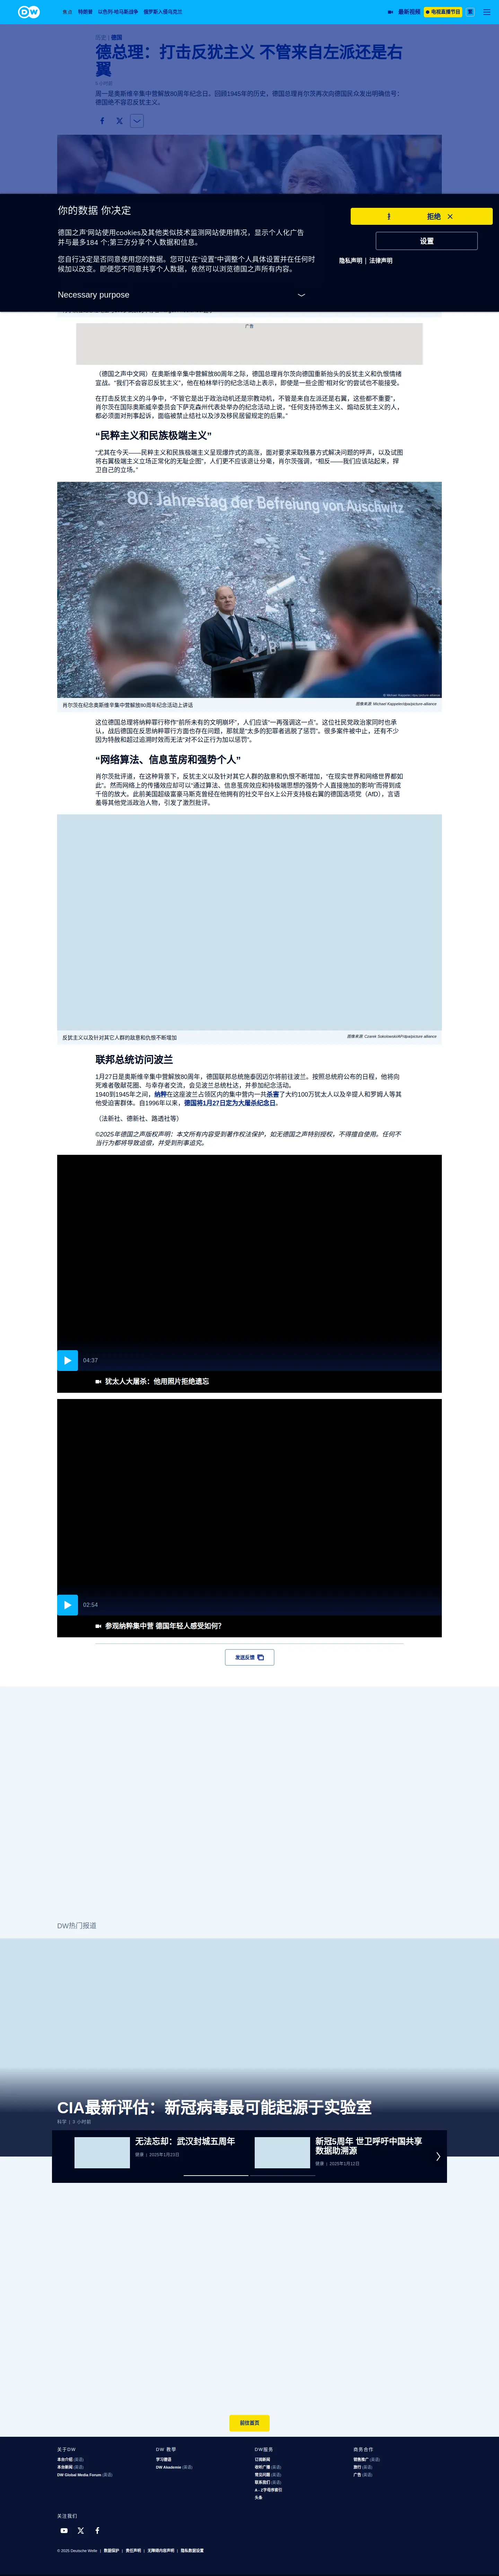 DW
焦点 特朗普 以色列-哈马斯战争 俄罗斯入侵乌克兰
最新视频 电视直播节目 繁
历史 | 德国
德总理：打击反犹主义 不管来自左派还是右
翼
周一是奥斯维辛集中营解放80周年纪念日。回顾1945年的历史，德国总理肖尔茨再次向德国民众发出明确信号：
德国绝不容忍反犹主义。
你的数据 你决定
德国之声'网站使用cookies及其他类似技术监测网站使用情况，显示个人化广告
并与最多184 个;第三方分享个人数据和信息。
您自行决定是否同意使用您的数据。您可以在"设置"中调整个人具体设置并在任何时
候加以改变。即便您不同意共享个人数据，依然可以浏览德国之声所有内容。
Necessary purpose
拒绝
设置
隐私声明 | 法律声明
广告
（德国之声中文网）在奥斯维辛集中营解放80周年之际，德国总理肖尔茨向德国重新抬头的反犹主义和仇恨情绪
宣战。“我们不会容忍反犹主义”，他在柏林举行的纪念活动上表示，即使是一些企图“相对化”的尝试也不能接受。
在打击反犹主义的斗争中，“不管它是出于政治动机还是宗教动机，不管是来自左派还是右翼，这些都不重要”，
肖尔茨在国际奥斯威辛委员会下萨克森州代表处举办的纪念活动上说，“任何支持恐怖主义、煽动反犹主义的人，
都必须面对刑事起诉，面临被禁止结社以及涉及移民居留规定的后果。”
“民粹主义和民族极端主义”
“尤其在今天——民粹主义和民族极端主义呈现爆炸式的高涨，面对要求采取残暴方式解决问题的呼声，以及试图
将右翼极端主义立场正常化的无耻企图”，人们更不应该退让分毫，肖尔茨强调，“相反——我们应该站起来，捍
卫自己的立场。”
80. Jahrestag der Befreiung von Auschwitz
© Michael Kappeler/dpa/picture alliance
肖尔茨在纪念奥斯维辛集中营解放80周年纪念活动上讲话
图像来源: Michael Kappeler/dpa/picture-alliance
这位德国总理将纳粹罪行称作“前所未有的文明崩坏”，人们应该“一再强调这一点”。这位社民党政治家同时也承
认，战后德国在反思纳粹罪行方面也存在问题，那就是“太多的犯罪者逃脱了惩罚”。很多案件被中止，还有不少
因为特赦和超过追溯时效而无法“对不公正行为加以惩罚”。
“网络算法、信息茧房和强势个人”
肖尔茨批评道，在这种背景下，反犹主义以及针对其它人群的敌意和仇恨不断增加，“在现实世界和网络世界都如
此”。然而网络上的传播效应却可以“通过算法、信息茧房效应和持极端思想的强势个人直接施加的影响”而得到成
千倍的放大。此前美国超级富豪马斯克曾经在他拥有的社交平台X上公开支持极右翼的德国选项党（AfD），言语
羞辱其他党派政治人物，引发了激烈批评。
反犹主义以及针对其它人群的敌意和仇恨不断增加
图像来源: Czarek Sokolowski/AP/dpa/picture alliance
联邦总统访问波兰
1月27日是奥斯维辛集中营解放80周年，德国联邦总统施泰因迈尔将前往波兰。按照总统府公布的日程，他将向
死难者敬献花圈、与幸存者交流，会见波兰总统杜达，并参加纪念活动。
1940到1945年之间，纳粹在这座波兰占领区内的集中营内一共杀害了大约100万犹太人以及辛提人和罗姆人等其
他受迫害群体。自1996年以来，德国将1月27日定为大屠杀纪念日。
（法新社、德新社、路透社等）
©2025年德国之声版权声明：本文所有内容受到著作权法保护，如无德国之声特别授权，不得擅自使用。任何不
当行为都将导致追偿，并受到刑事追究。
04:37
犹太人大屠杀：他用照片拒绝遗忘
02:54
参观纳粹集中营 德国年轻人感受如何？
发送反馈
DW热门报道
CIA最新评估：新冠病毒最可能起源于实验室
科学 |
无法忘却：武汉封城五周年
健康 | 2025年1月23日
新冠5周年 世卫呼吁中国共享
数据助溯源
健康 | 2025年1月12日
前往首页
关于DW
本台介绍 (英语)
本台新闻 (英语)
DW Global Media Forum (英语)
DW 教學
学习德语
DW Akademie (英语)
DW服务
订阅新闻
收听广播 (英语)
常见问题 (英语)
联系我们 (英语)
A - Z字母序索引
头条
商务合作
销售推广 (英语)
旅行 (英语)
广告 (英语)
关注我们
© 2025 Deutsche Welle | 数据保护 | 责任声明 | 无障碍内容声明 | 隐私数据设置